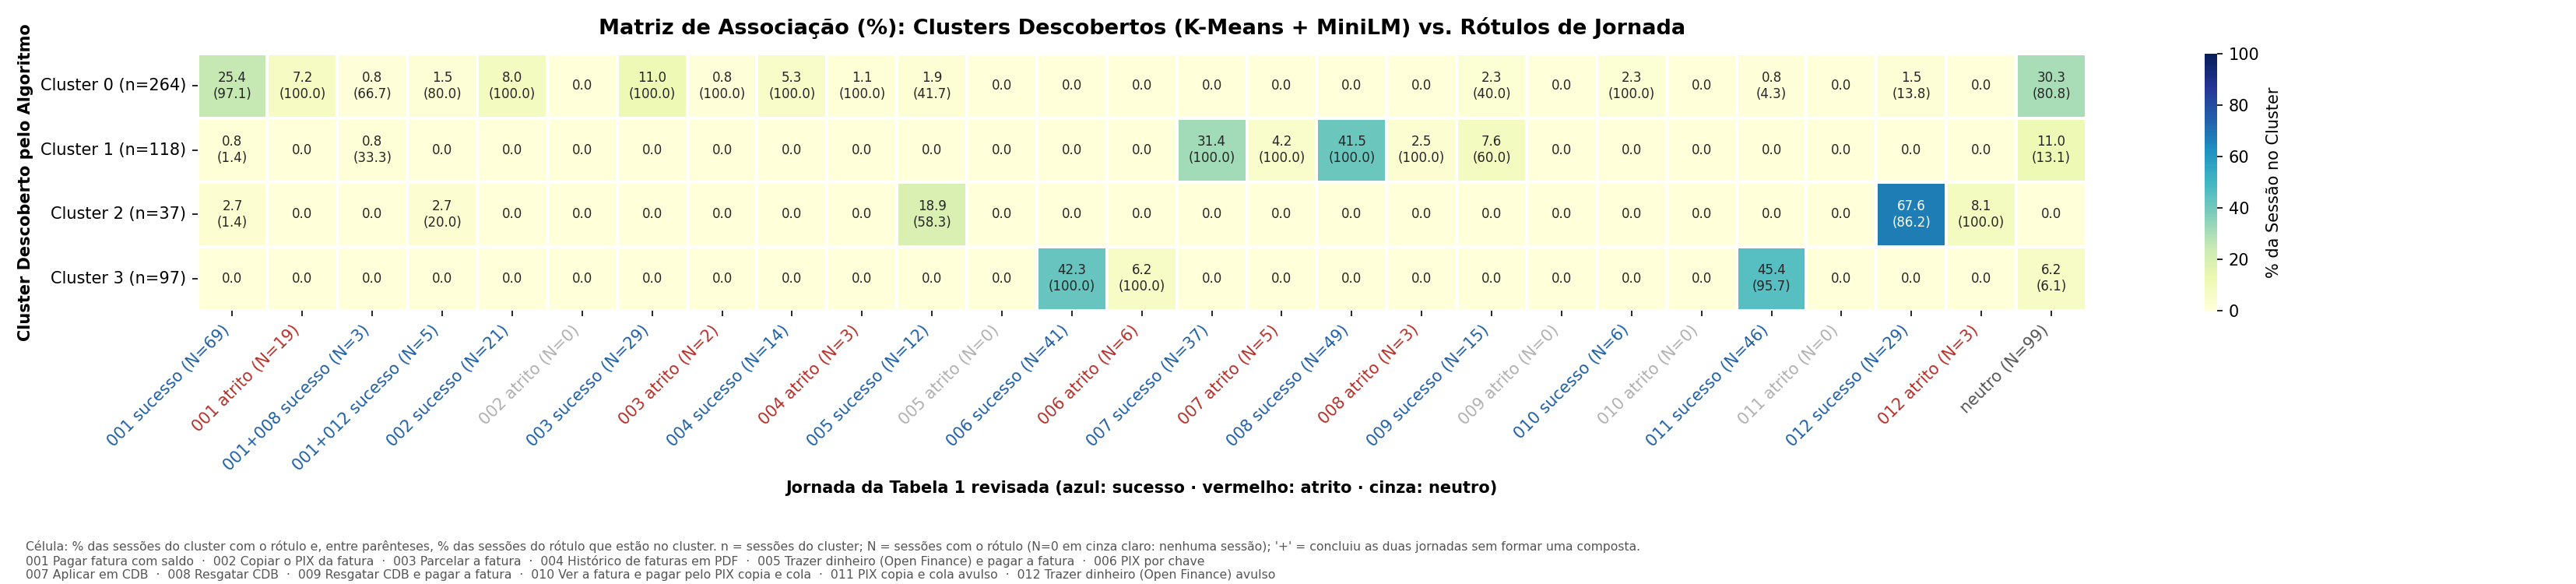 Matriz de Associação (%): Clusters Descobertos (K-Means + MiniLM) vs. Rótulos de Jornada
Cluster Descoberto pelo Algoritmo
Cluster 0 (n=264)
25.4 7.2 0.8 1.5 8.0 0.0 11.0 0.8 5.3 1.1 1.9 0.0 0.0 0.0 0.0 0.0 0.0 0.0 2.3 0.0 2.3 0.0 0.8 0.0 1.5 0.0 30.3
(97.1) (100.0) (66.7) (80.0) (100.0) (100.0) (100.0) (100.0) (100.0) (41.7) (40.0) (100.0) (4.3) (13.8) (80.8)
Cluster 1 (n=118)
0.8 0.0 0.8 0.0 0.0 0.0 0.0 0.0 0.0 0.0 0.0 0.0 0.0 0.0 31.4 4.2 41.5 2.5 7.6 0.0 0.0 0.0 0.0 0.0 0.0 0.0 11.0
(1.4) (33.3) (100.0) (100.0) (100.0) (100.0) (60.0) (13.1)
Cluster 2 (n=37)
2.7 0.0 0.0 2.7 0.0 0.0 0.0 0.0 0.0 0.0 18.9 0.0 0.0 0.0 0.0 0.0 0.0 0.0 0.0 0.0 0.0 0.0 0.0 0.0 67.6 8.1 0.0
(1.4) (20.0) (58.3) (86.2) (100.0)
Cluster 3 (n=97)
0.0 0.0 0.0 0.0 0.0 0.0 0.0 0.0 0.0 0.0 0.0 0.0 42.3 6.2 0.0 0.0 0.0 0.0 0.0 0.0 0.0 0.0 45.4 0.0 0.0 0.0 6.2
(100.0) (100.0) (95.7) (6.1)
001 sucesso (N=69)
001 atrito (N=19)
001+008 sucesso (N=3)
001+012 sucesso (N=5)
002 sucesso (N=21)
002 atrito (N=0)
003 sucesso (N=29)
003 atrito (N=2)
004 sucesso (N=14)
004 atrito (N=3)
005 sucesso (N=12)
005 atrito (N=0)
006 sucesso (N=41)
006 atrito (N=6)
007 sucesso (N=37)
007 atrito (N=5)
008 sucesso (N=49)
008 atrito (N=3)
009 sucesso (N=15)
009 atrito (N=0)
010 sucesso (N=6)
010 atrito (N=0)
011 sucesso (N=46)
011 atrito (N=0)
012 sucesso (N=29)
012 atrito (N=3)
neutro (N=99)
Jornada da Tabela 1 revisada (azul: sucesso · vermelho: atrito · cinza: neutro)
100
80
60
40
20
0
% da Sessão no Cluster
Célula: % das sessões do cluster com o rótulo e, entre parênteses, % das sessões do rótulo que estão no cluster. n = sessões do cluster; N = sessões com o rótulo (N=0 em cinza claro: nenhuma sessão); '+' = concluiu as duas jornadas sem formar uma composta.
001 Pagar fatura com saldo · 002 Copiar o PIX da fatura · 003 Parcelar a fatura · 004 Histórico de faturas em PDF · 005 Trazer dinheiro (Open Finance) e pagar a fatura · 006 PIX por chave
007 Aplicar em CDB · 008 Resgatar CDB · 009 Resgatar CDB e pagar a fatura · 010 Ver a fatura e pagar pelo PIX copia e cola · 011 PIX copia e cola avulso · 012 Trazer dinheiro (Open Finance) avulso